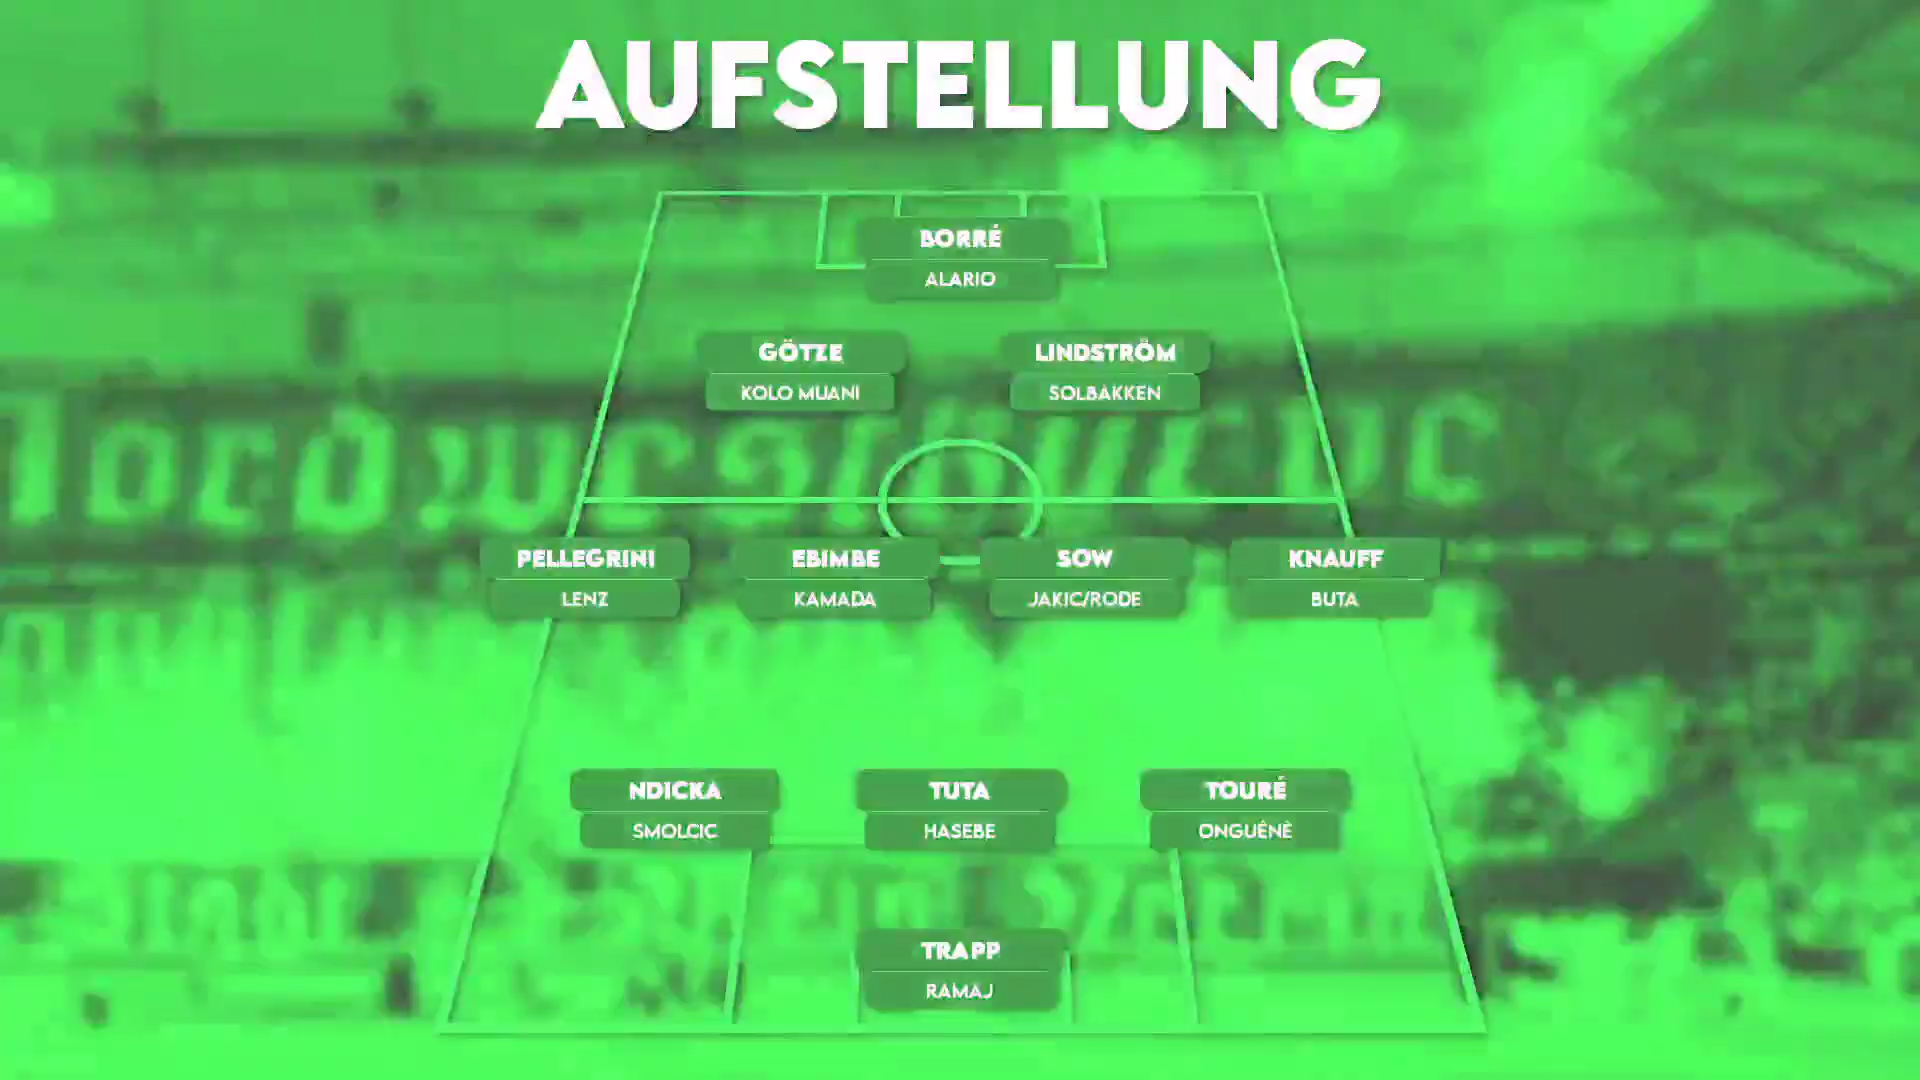 AUFSTELLUNG
BORRÉ
ALARIO
GÖTZE
LINDSTRÖM
KOLO MUANI
SOLBAKKEN
PELLEGRINI
EBIMBE
SOW
KNAUFF
LENZ
KAMADA
JAKIC/RODE
BUTA
NDICKA
TUTA
TOURÉ
SMOLCIC
HASEBE
ONGUÉNÉ
TRAPP
RAMAJ